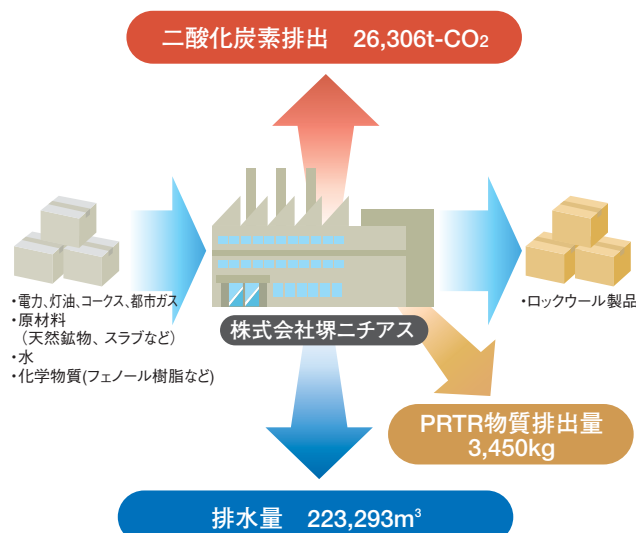 二酸化炭素排出　26,306t-CO2
・電力、灯油、コークス、都市ガス
・原材料
（天然鉱物、スラブなど）
・水
・化学物質(フェノール樹脂など)
株式会社堺ニチアス
・ロックウール製品
PRTR物質排出量
3,450kg
排水量　223,293m³